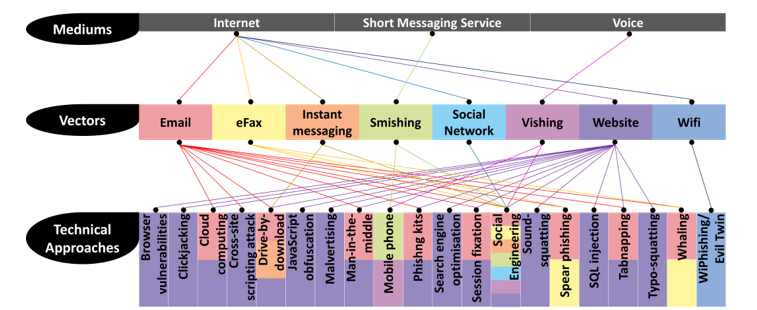 Mediums
Internet
Short Messaging Service
Voice
Vectors
Email
eFax
Instant
messaging
Smishing
Social
Network
Vishing
Website
Wifi
Technical
Approaches
Browser
vulnerabilities
Clickjacking
Cloud
computing
Cross-site
scripting attack
Drive-by-
download
JavaScript
obfuscation
Malvertising
Man-in-the-
middle
Mobile phone
Phishng kits
Search engine
optimisation
Session fixation
Social
Engineering
Sound-
squatting
Spear phishing
SQL injection
Tabnapping
Typo-squatting
Whaling
WiPhishing/
Evil Twin